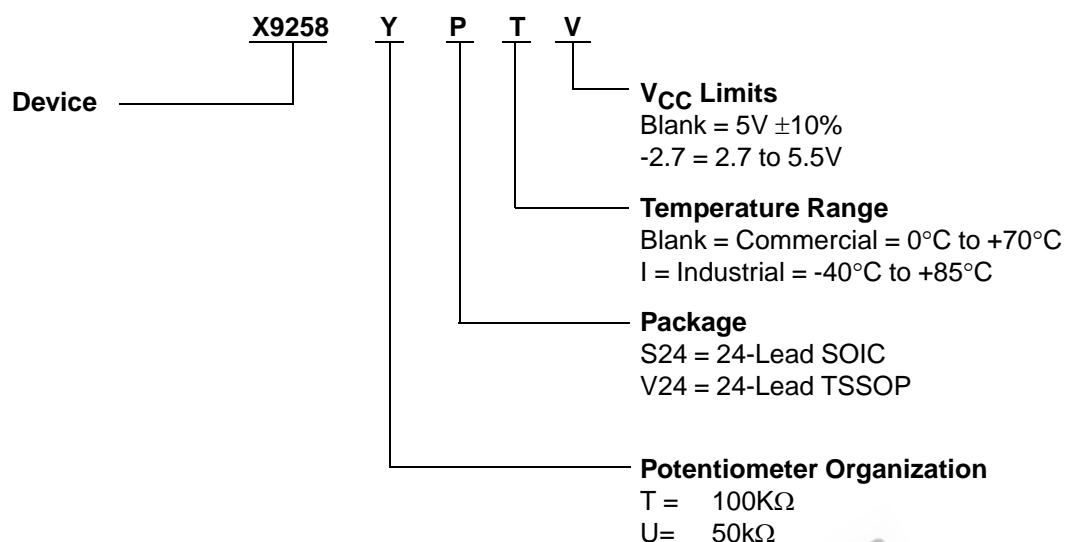 X9258 Y P T V
Device
VCC Limits
Blank = 5V ±10%
-2.7 = 2.7 to 5.5V
Temperature Range
Blank = Commercial = 0°C to +70°C
I = Industrial = -40°C to +85°C
Package
S24 = 24-Lead SOIC
V24 = 24-Lead TSSOP
Potentiometer Organization
T = 100KΩ
U= 50kΩ